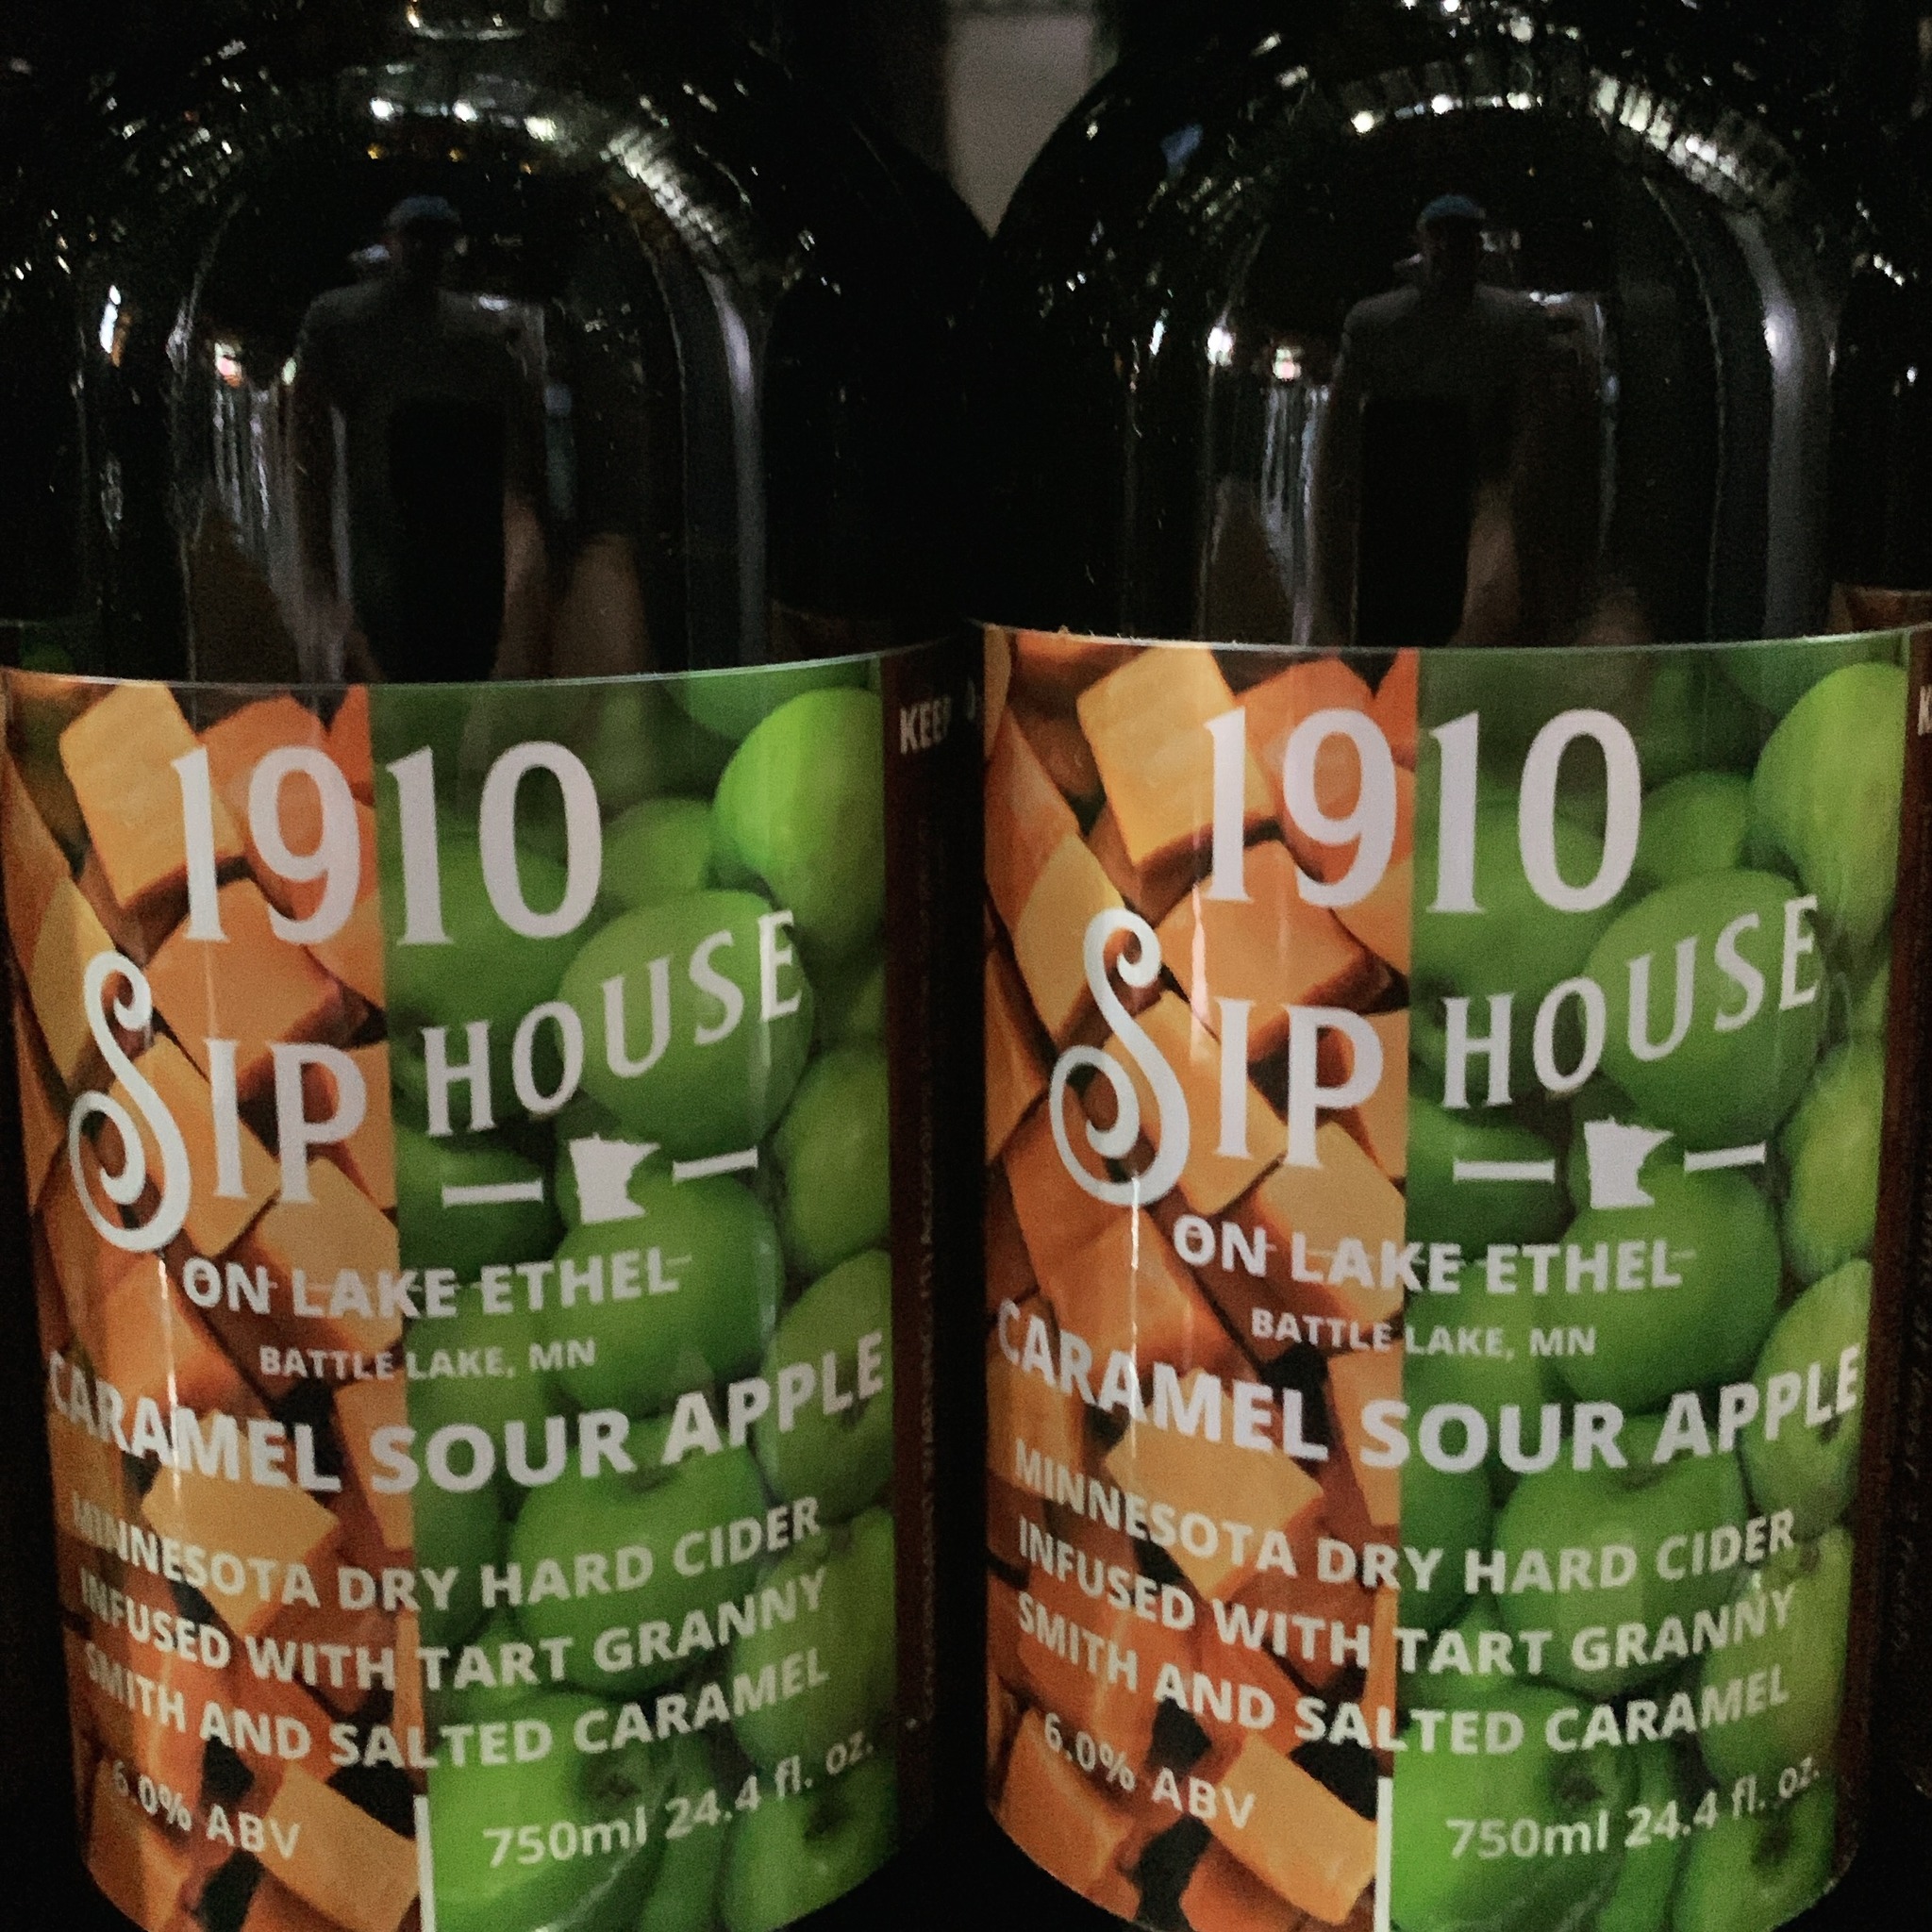 1910
SIP HOUSE
ON LAKE ETHEL
BATTLE LAKE, MN
CARAMEL SOUR APPLE
MINNESOTA DRY HARD CIDER
INFUSED WITH TART GRANNY
SMITH AND SALTED CARAMEL
6.0% ABV
750ml 24.4 fl. oz.
KEEP
1910
SIP HOUSE
ON LAKE ETHEL
BATTLE LAKE, MN
CARAMEL SOUR APPLE
MINNESOTA DRY HARD CIDER
INFUSED WITH TART GRANNY
SMITH AND SALTED CARAMEL
6.0% ABV
750ml 24.4 fl. oz.